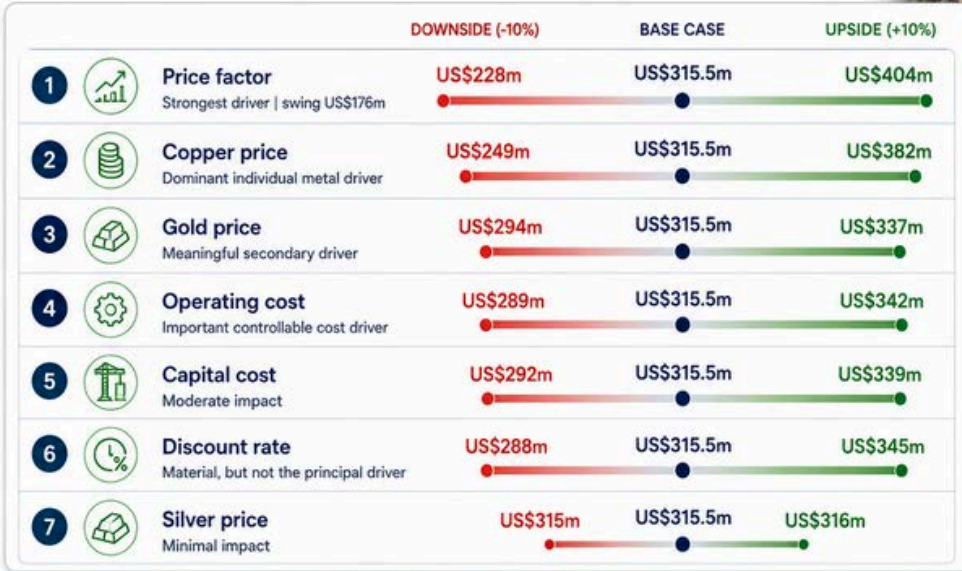 DOWNSIDE (-10%) BASE CASE UPSIDE (+10%)
1 Price factor US$228m US$315.5m US$404m
Strongest driver | swing US$176m
2 Copper price US$249m US$315.5m US$382m
Dominant individual metal driver
3 Gold price US$294m US$315.5m US$337m
Meaningful secondary driver
4 Operating cost US$289m US$315.5m US$342m
Important controllable cost driver
5 Capital cost US$292m US$315.5m US$339m
Moderate impact
6 Discount rate US$288m US$315.5m US$345m
Material, but not the principal driver
7 Silver price US$315m US$315.5m US$316m
Minimal impact